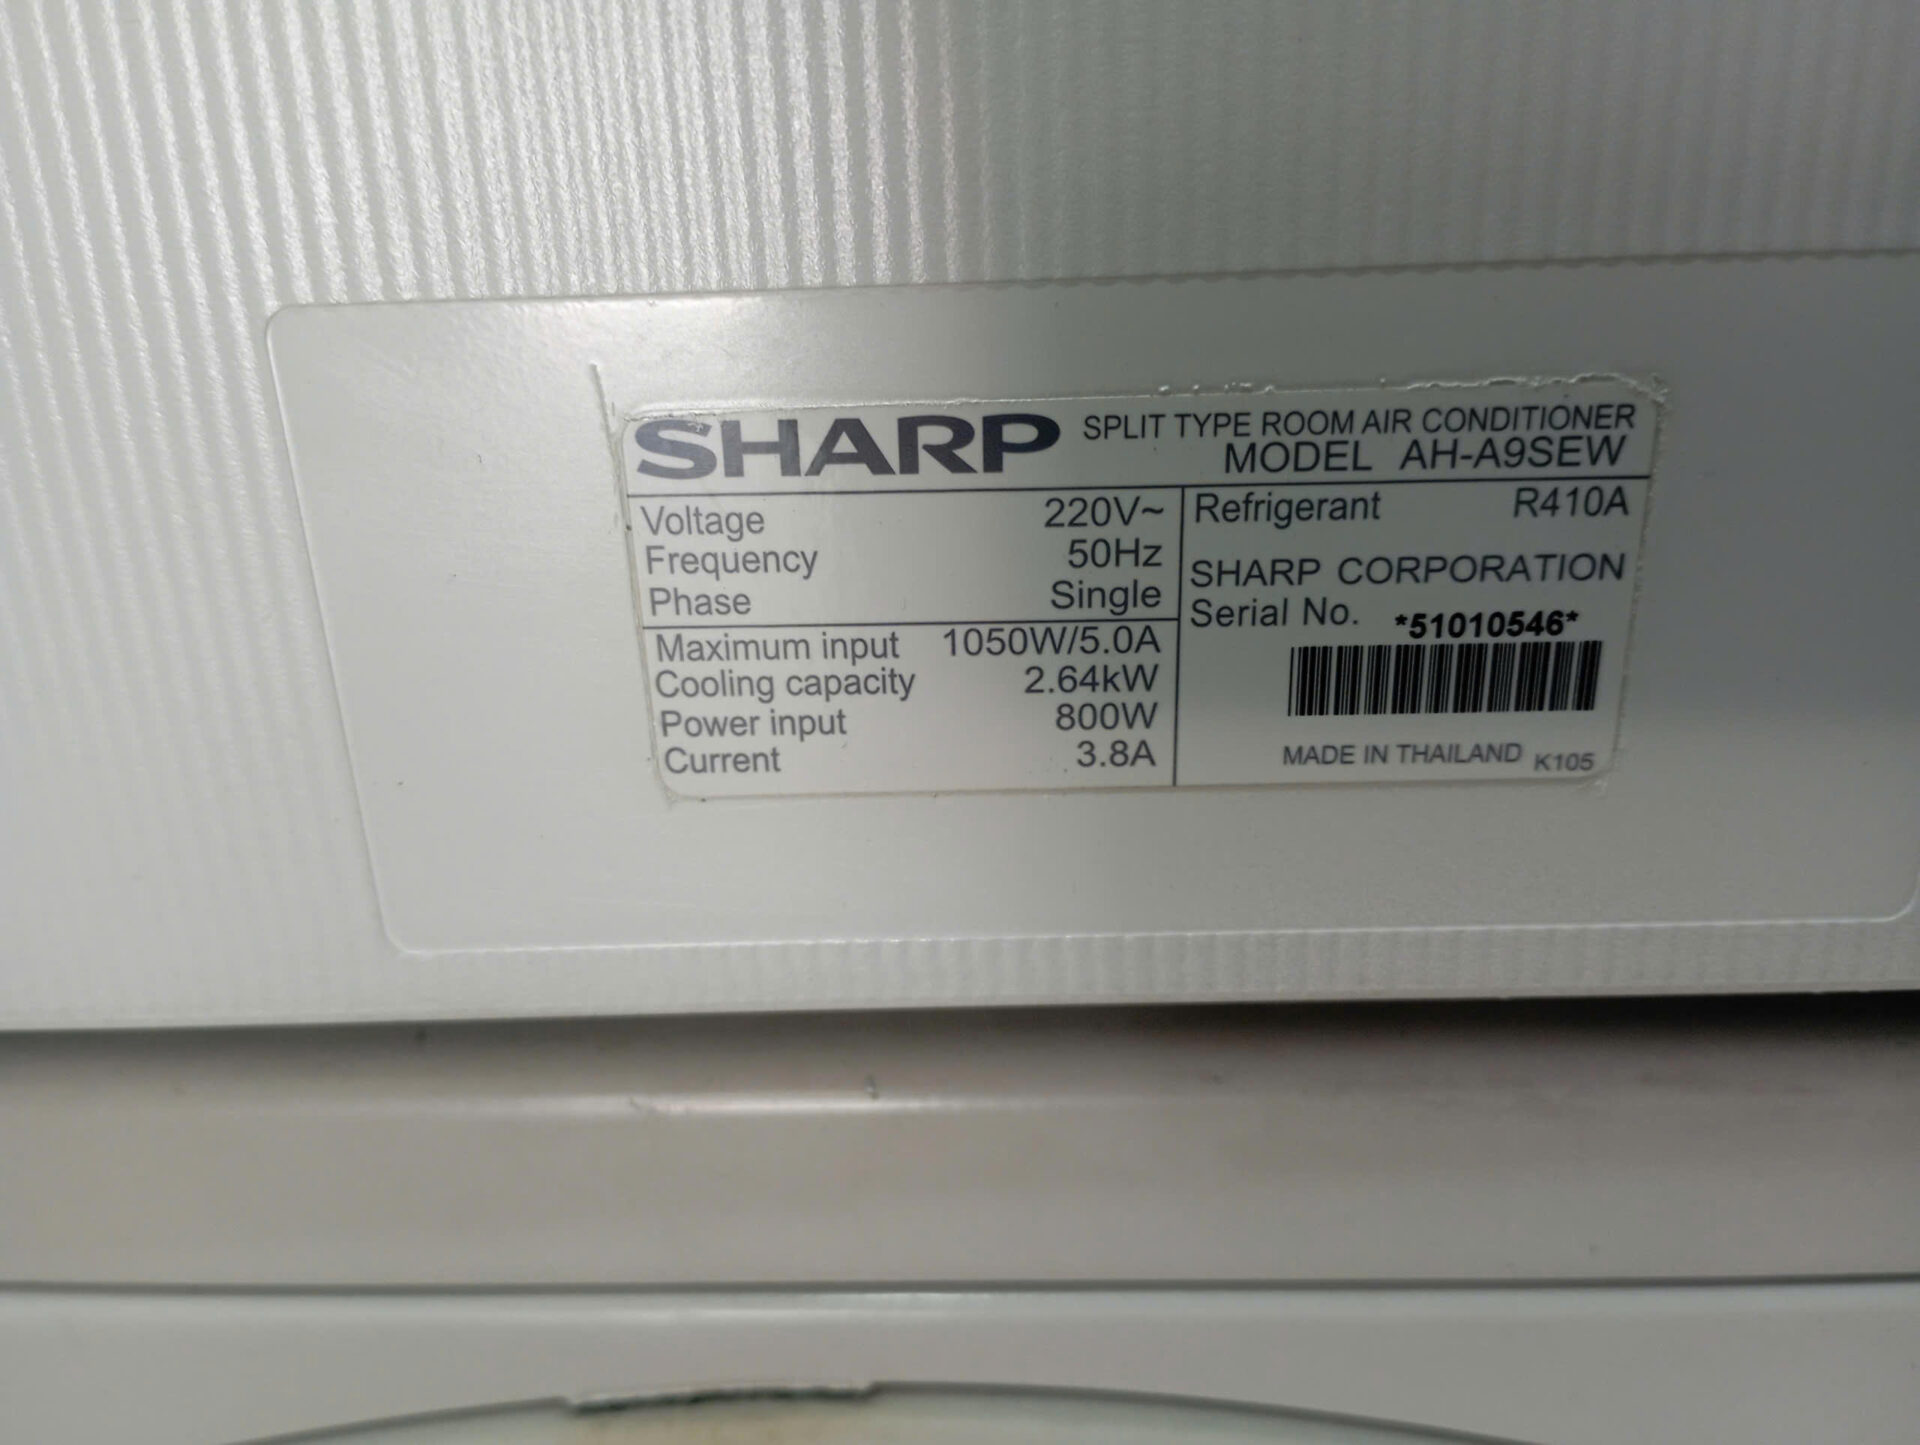 SHARP SPLIT TYPE ROOM AIR CONDITIONER
MODEL AH-A9SEW
Voltage 220V~
Frequency 50Hz
Phase Single
Maximum input 1050W/5.0A
Cooling capacity 2.64kW
Power input 800W
Current 3.8A
Refrigerant R410A
SHARP CORPORATION
Serial No. *51010546*
MADE IN THAILAND K105